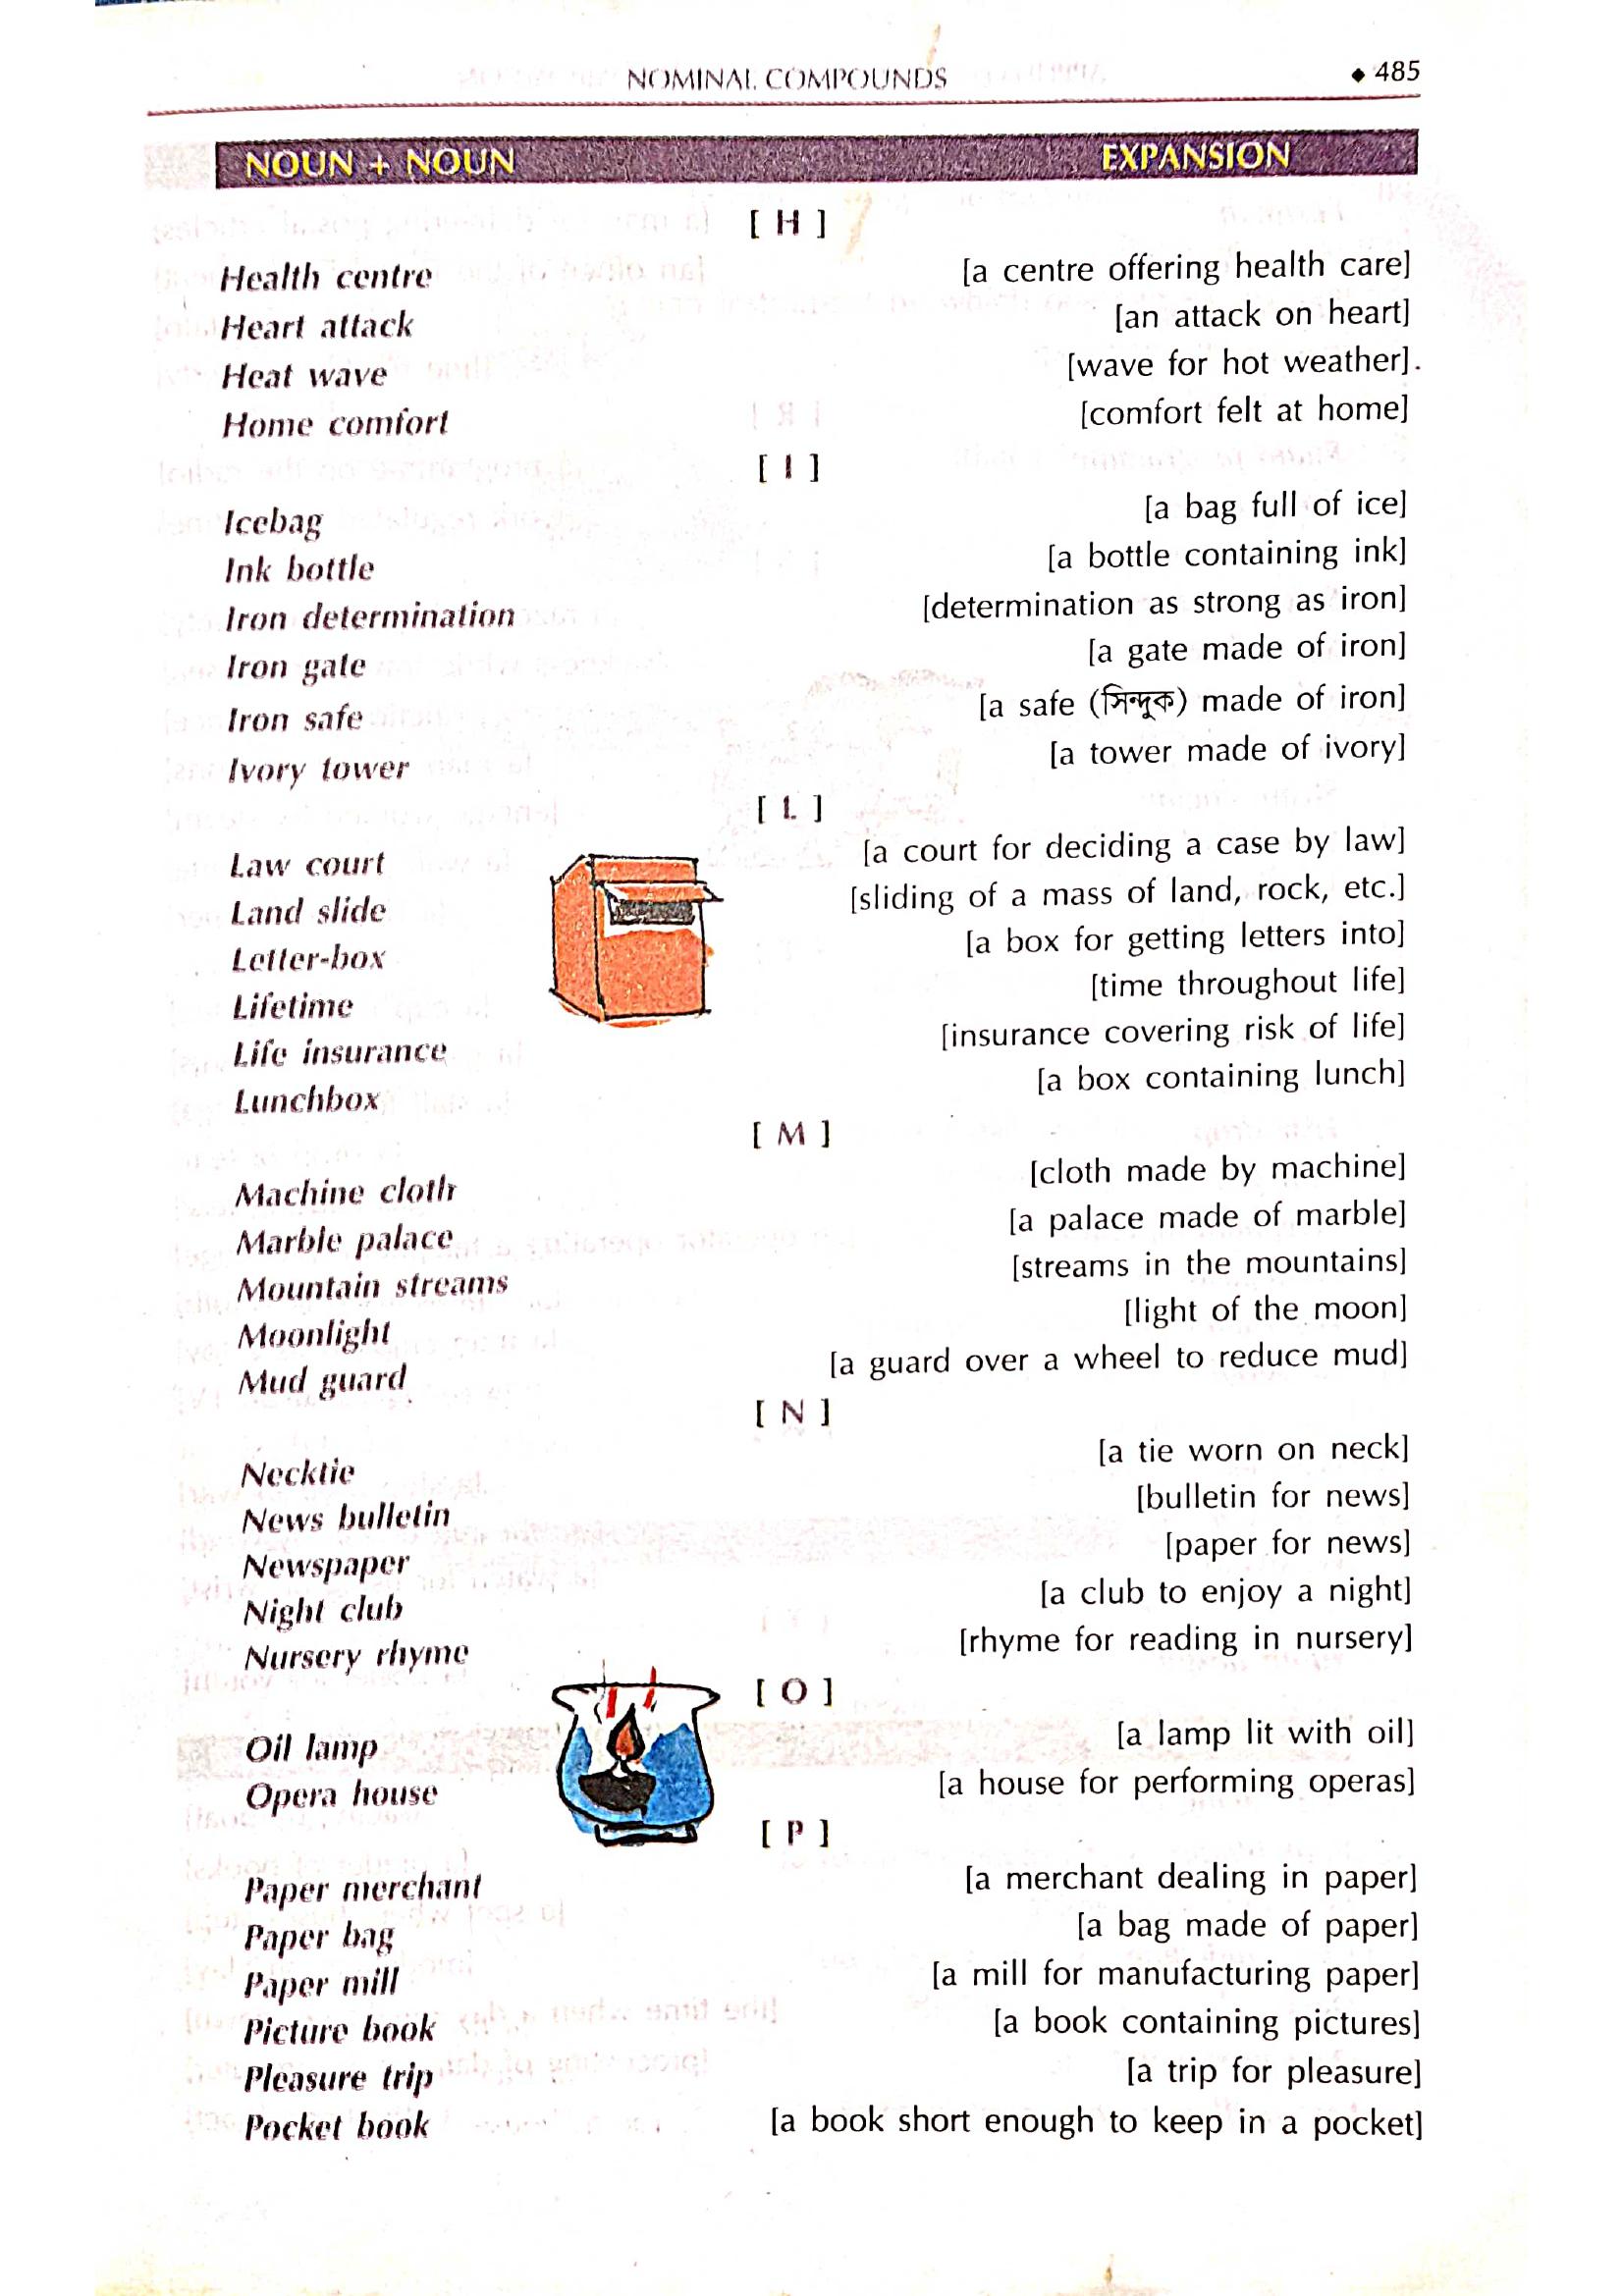 NOMINAL COMPOUNDS ◆ 485
NOUN + NOUN EXPANSION
[ H ]
Health centre [a centre offering health care]
Heart attack [an attack on heart]
Heat wave [wave for hot weather].
Home comfort [comfort felt at home]
[ I ]
Icebag [a bag full of ice]
Ink bottle [a bottle containing ink]
Iron determination [determination as strong as iron]
Iron gate [a gate made of iron]
Iron safe [a safe (সিন্দুক) made of iron]
Ivory tower [a tower made of ivory]
[ L ]
Law court [a court for deciding a case by law]
Land slide [sliding of a mass of land, rock, etc.]
Letter-box [a box for getting letters into]
Lifetime [time throughout life]
Life insurance [insurance covering risk of life]
Lunchbox [a box containing lunch]
[ M ]
Machine cloth [cloth made by machine]
Marble palace [a palace made of marble]
Mountain streams [streams in the mountains]
Moonlight [light of the moon]
Mud guard [a guard over a wheel to reduce mud]
[ N ]
Necktie [a tie worn on neck]
News bulletin [bulletin for news]
Newspaper [paper for news]
Night club [a club to enjoy a night]
Nursery rhyme [rhyme for reading in nursery]
[ O ]
Oil lamp [a lamp lit with oil]
Opera house [a house for performing operas]
[ P ]
Paper merchant [a merchant dealing in paper]
Paper bag [a bag made of paper]
Paper mill [a mill for manufacturing paper]
Picture book [a book containing pictures]
Pleasure trip [a trip for pleasure]
Pocket book [a book short enough to keep in a pocket]